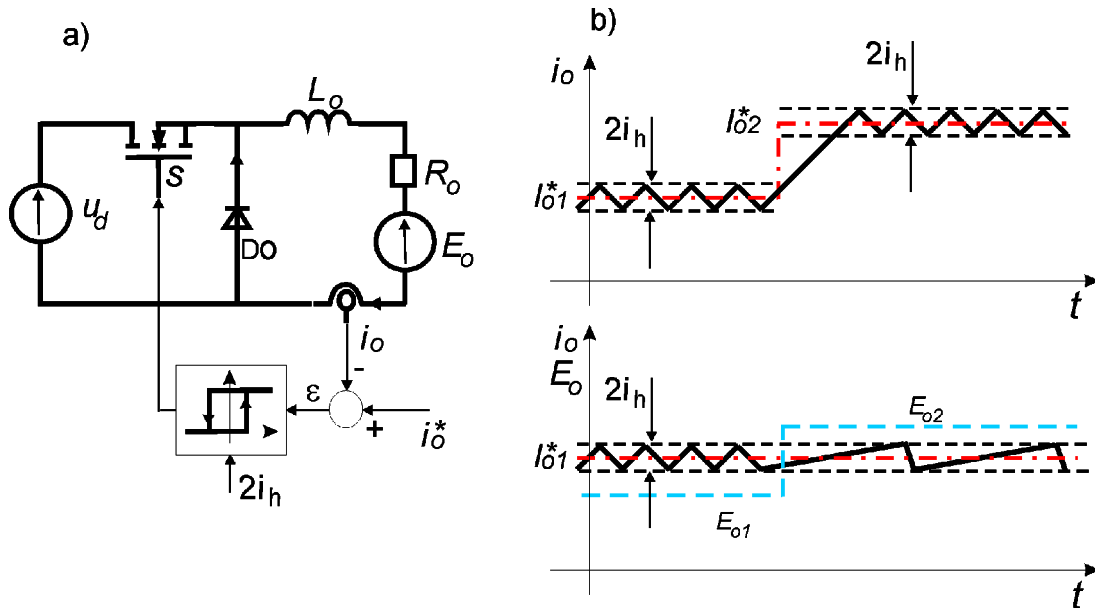 a)
L_o
S
R_o
u_d
DO
E_o
i_o
-
ε
+
i_o*
2i_h
b)
i_o
2i_h
2i_h
I_o2*
I_o1*
t
i_o
E_o
2i_h
E_o2
I_o1*
E_o1
t